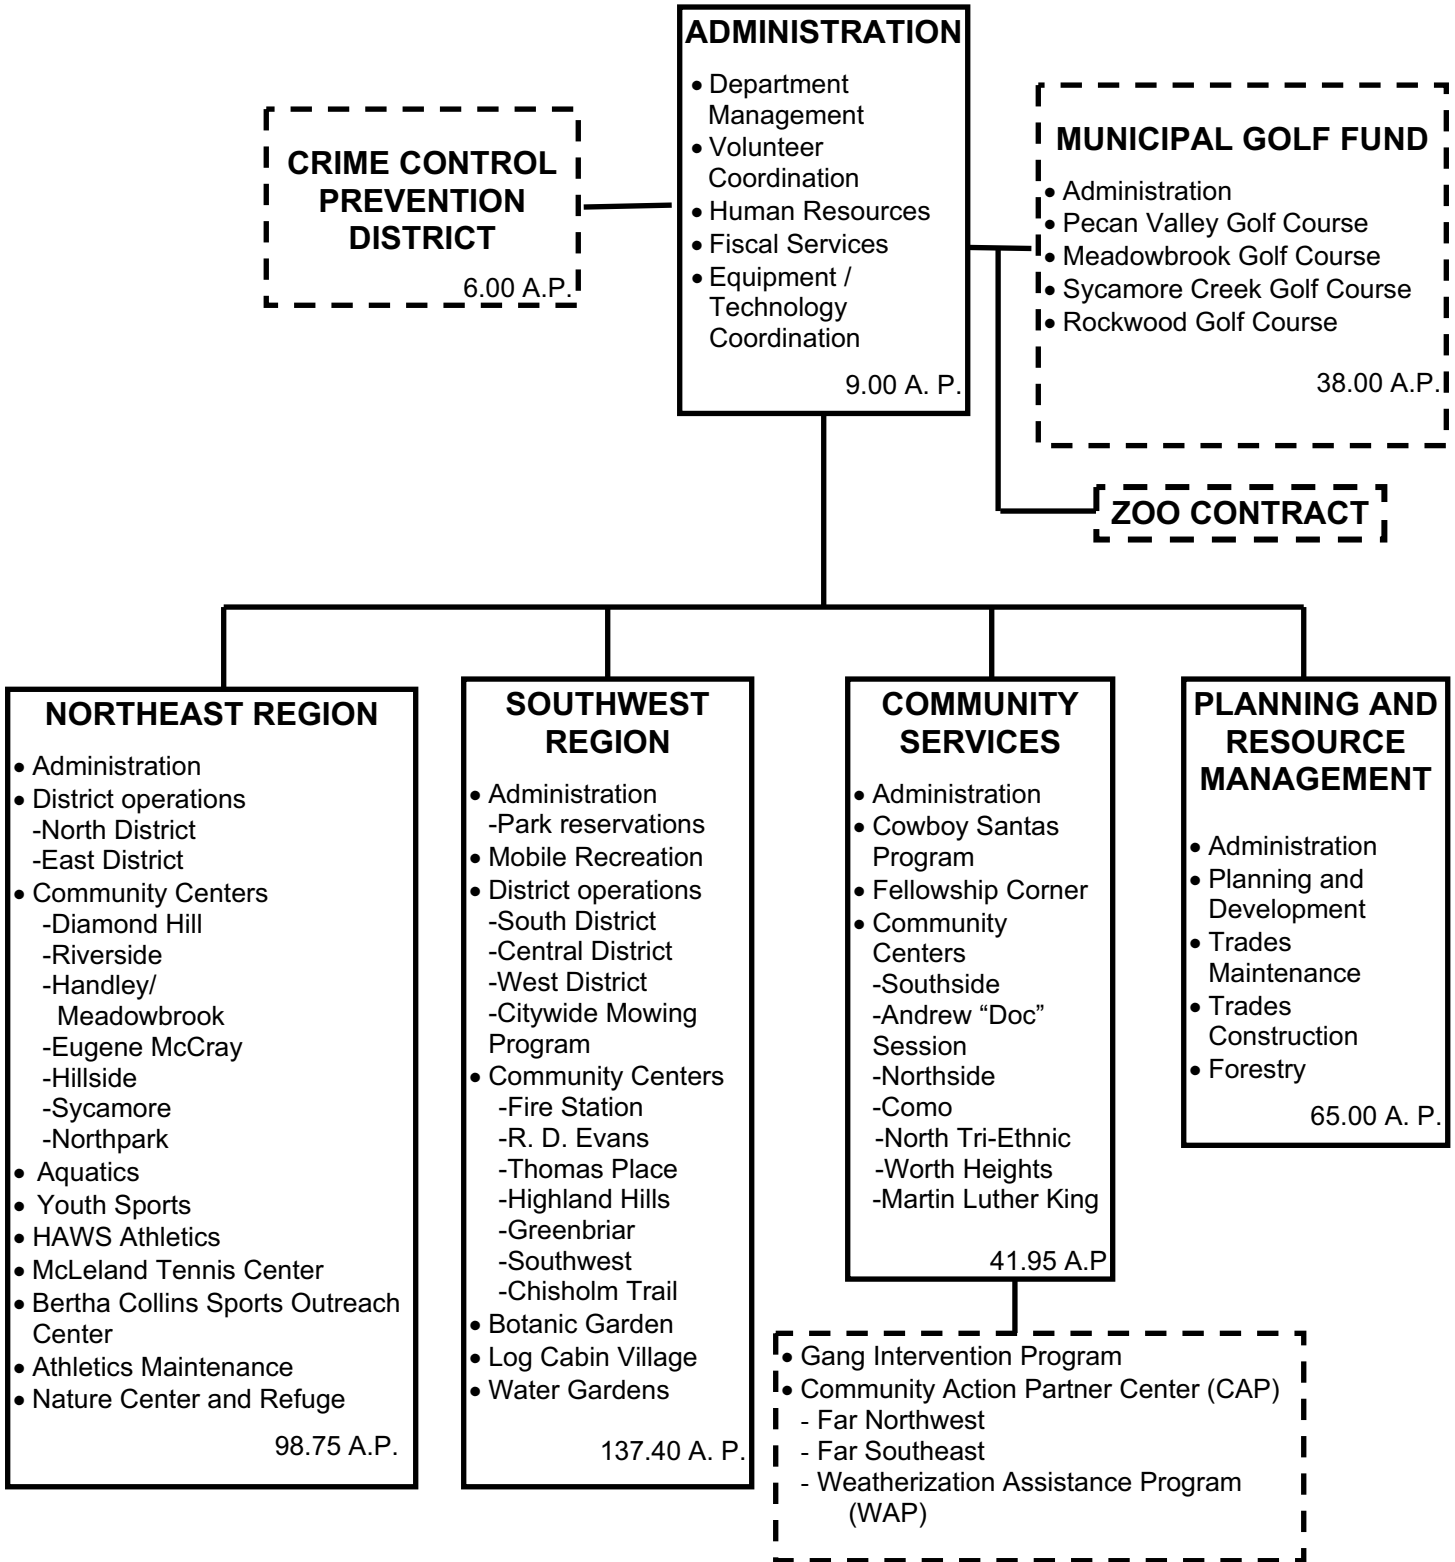 ADMINISTRATION
• Department
Management
• Volunteer
Coordination
• Human Resources
• Fiscal Services
• Equipment /
Technology
Coordination
9.00 A. P.
CRIME CONTROL
PREVENTION
DISTRICT
6.00 A.P.
MUNICIPAL GOLF FUND
• Administration
• Pecan Valley Golf Course
• Meadowbrook Golf Course
• Sycamore Creek Golf Course
• Rockwood Golf Course
38.00 A.P.
ZOO CONTRACT
NORTHEAST REGION
• Administration
• District operations
-North District
-East District
• Community Centers
-Diamond Hill
-Riverside
-Handley/
Meadowbrook
-Eugene McCray
-Hillside
-Sycamore
-Northpark
• Aquatics
• Youth Sports
• HAWS Athletics
• McLeland Tennis Center
• Bertha Collins Sports Outreach
Center
• Athletics Maintenance
• Nature Center and Refuge
98.75 A.P.
SOUTHWEST
REGION
• Administration
-Park reservations
• Mobile Recreation
• District operations
-South District
-Central District
-West District
-Citywide Mowing
Program
• Community Centers
-Fire Station
-R. D. Evans
-Thomas Place
-Highland Hills
-Greenbriar
-Southwest
-Chisholm Trail
• Botanic Garden
• Log Cabin Village
• Water Gardens
137.40 A. P.
COMMUNITY
SERVICES
• Administration
• Cowboy Santas
Program
• Fellowship Corner
• Community
Centers
-Southside
-Andrew “Doc”
Session
-Northside
-Como
-North Tri-Ethnic
-Worth Heights
-Martin Luther King
41.95 A.P
• Gang Intervention Program
• Community Action Partner Center (CAP)
- Far Northwest
- Far Southeast
- Weatherization Assistance Program
(WAP)
PLANNING AND
RESOURCE
MANAGEMENT
• Administration
• Planning and
Development
• Trades
Maintenance
• Trades
Construction
• Forestry
65.00 A. P.